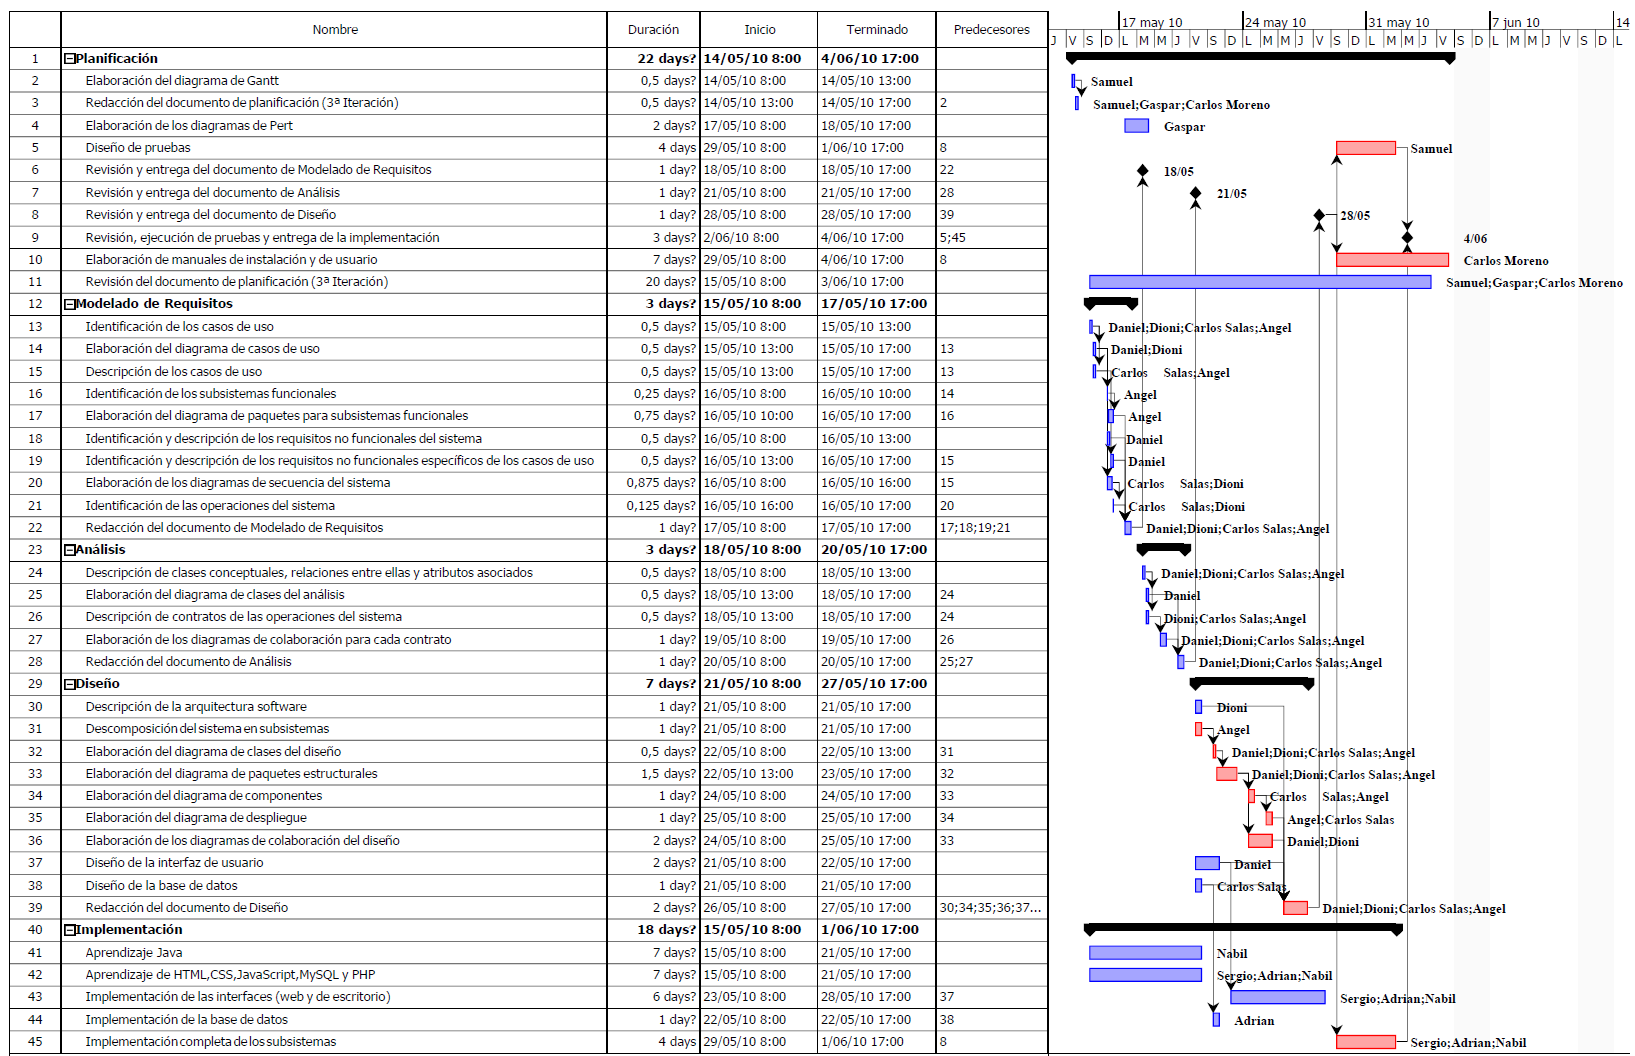 17 may 10 24 may 10 31 may 10 7 jun 10 14
Nombre Duración Inicio Terminado Predecesores
J V S D L M M J V S D L M M J V S D L M M J V S D L M M J V S D L
1 Planificación 22 days? 14/05/10 8:00 4/06/10 17:00
2 Elaboración del diagrama de Gantt 0,5 days? 14/05/10 8:00 14/05/10 13:00 Samuel
3 Redacción del documento de planificación (3ª Iteración) 0,5 days? 14/05/10 13:00 14/05/10 17:00 2 Samuel;Gaspar;Carlos Moreno
4 Elaboración de los diagramas de Pert 2 days? 17/05/10 8:00 18/05/10 17:00 Gaspar
5 Diseño de pruebas 4 days 29/05/10 8:00 1/06/10 17:00 8 Samuel
6 Revisión y entrega del documento de Modelado de Requisitos 1 day? 18/05/10 8:00 18/05/10 17:00 22 18/05
7 Revisión y entrega del documento de Análisis 1 day? 21/05/10 8:00 21/05/10 17:00 28 21/05
8 Revisión y entrega del documento de Diseño 1 day? 28/05/10 8:00 28/05/10 17:00 39 28/05
9 Revisión, ejecución de pruebas y entrega de la implementación 3 days? 2/06/10 8:00 4/06/10 17:00 5;45 4/06
10 Elaboración de manuales de instalación y de usuario 7 days? 29/05/10 8:00 4/06/10 17:00 8 Carlos Moreno
11 Revisión del documento de planificación (3ª Iteración) 20 days? 15/05/10 8:00 3/06/10 17:00 Samuel;Gaspar;Carlos Moreno
12 Modelado de Requisitos 3 days? 15/05/10 8:00 17/05/10 17:00
13 Identificación de los casos de uso 0,5 days? 15/05/10 8:00 15/05/10 13:00 Daniel;Dioni;Carlos Salas;Angel
14 Elaboración del diagrama de casos de uso 0,5 days? 15/05/10 13:00 15/05/10 17:00 13 Daniel;Dioni
15 Descripción de los casos de uso 0,5 days? 15/05/10 13:00 15/05/10 17:00 13 Carlos Salas;Angel
16 Identificación de los subsistemas funcionales 0,25 days? 16/05/10 8:00 16/05/10 10:00 14 Angel
17 Elaboración del diagrama de paquetes para subsistemas funcionales 0,75 days? 16/05/10 10:00 16/05/10 17:00 16 Angel
18 Identificación y descripción de los requisitos no funcionales del sistema 0,5 days? 16/05/10 8:00 16/05/10 13:00 Daniel
19 Identificación y descripción de los requisitos no funcionales específicos de los casos de uso 0,5 days? 16/05/10 13:00 16/05/10 17:00 15 Daniel
20 Elaboración de los diagramas de secuencia del sistema 0,875 days? 16/05/10 8:00 16/05/10 16:00 15 Carlos Salas;Dioni
21 Identificación de las operaciones del sistema 0,125 days? 16/05/10 16:00 16/05/10 17:00 20 Carlos Salas;Dioni
22 Redacción del documento de Modelado de Requisitos 1 day? 17/05/10 8:00 17/05/10 17:00 17;18;19;21 Daniel;Dioni;Carlos Salas;Angel
23 Análisis 3 days? 18/05/10 8:00 20/05/10 17:00
24 Descripción de clases conceptuales, relaciones entre ellas y atributos asociados 0,5 days? 18/05/10 8:00 18/05/10 13:00 Daniel;Dioni;Carlos Salas;Angel
25 Elaboración del diagrama de clases del análisis 0,5 days? 18/05/10 13:00 18/05/10 17:00 24 Daniel
26 Descripción de contratos de las operaciones del sistema 0,5 days? 18/05/10 13:00 18/05/10 17:00 24 Dioni;Carlos Salas;Angel
27 Elaboración de los diagramas de colaboración para cada contrato 1 day? 19/05/10 8:00 19/05/10 17:00 26 Daniel;Dioni;Carlos Salas;Angel
28 Redacción del documento de Análisis 1 day? 20/05/10 8:00 20/05/10 17:00 25;27 Daniel;Dioni;Carlos Salas;Angel
29 Diseño 7 days? 21/05/10 8:00 27/05/10 17:00
30 Descripción de la arquitectura software 1 day? 21/05/10 8:00 21/05/10 17:00 Dioni
31 Descomposición del sistema en subsistemas 1 day? 21/05/10 8:00 21/05/10 17:00 Angel
32 Elaboración del diagrama de clases del diseño 0,5 days? 22/05/10 8:00 22/05/10 13:00 31 Daniel;Dioni;Carlos Salas;Angel
33 Elaboración del diagrama de paquetes estructurales 1,5 days? 22/05/10 13:00 23/05/10 17:00 32 Daniel;Dioni;Carlos Salas;Angel
34 Elaboración del diagrama de componentes 1 day? 24/05/10 8:00 24/05/10 17:00 33 Carlos Salas;Angel
35 Elaboración del diagrama de despliegue 1 day? 25/05/10 8:00 25/05/10 17:00 34 Angel;Carlos Salas
36 Elaboración de los diagramas de colaboración del diseño 2 days? 24/05/10 8:00 25/05/10 17:00 33 Daniel;Dioni
37 Diseño de la interfaz de usuario 2 days? 21/05/10 8:00 22/05/10 17:00 Daniel
38 Diseño de la base de datos 1 day? 21/05/10 8:00 21/05/10 17:00 Carlos Salas
39 Redacción del documento de Diseño 2 days? 26/05/10 8:00 27/05/10 17:00 30;34;35;36;37... Daniel;Dioni;Carlos Salas;Angel
40 Implementación 18 days? 15/05/10 8:00 1/06/10 17:00
41 Aprendizaje Java 7 days? 15/05/10 8:00 21/05/10 17:00 Nabil
42 Aprendizaje de HTML,CSS,JavaScript,MySQL y PHP 7 days? 15/05/10 8:00 21/05/10 17:00 Sergio;Adrian;Nabil
43 Implementación de las interfaces (web y de escritorio) 6 days? 23/05/10 8:00 28/05/10 17:00 37 Sergio;Adrian;Nabil
44 Implementación de la base de datos 1 day? 22/05/10 8:00 22/05/10 17:00 38 Adrian
45 Implementación completa de los subsistemas 4 days 29/05/10 8:00 1/06/10 17:00 8 Sergio;Adrian;Nabil